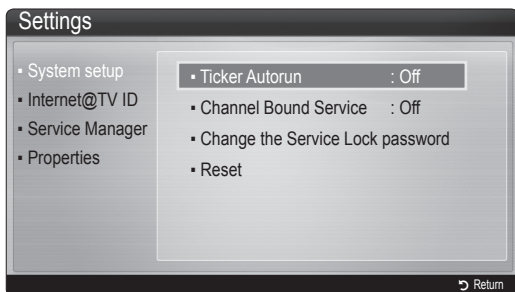 Settings
▪ System setup
▪ Internet@TV ID
▪ Service Manager
▪ Properties
▪ Ticker Autorun : Off
▪ Channel Bound Service : Off
▪ Change the Service Lock password
▪ Reset
Return